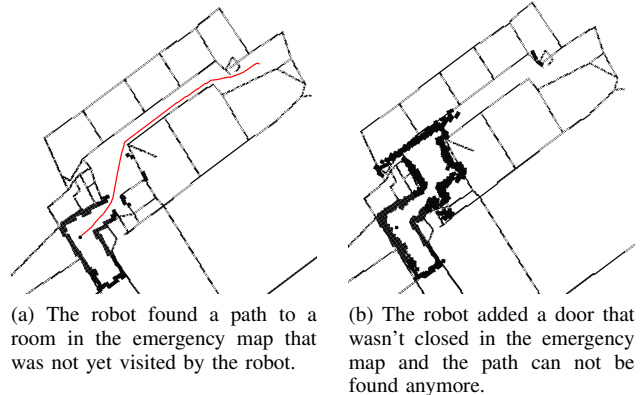 (a) The robot found a path to a
room in the emergency map that
was not yet visited by the robot.
(b) The robot added a door that
wasn't closed in the emergency
map and the path can not be
found anymore.